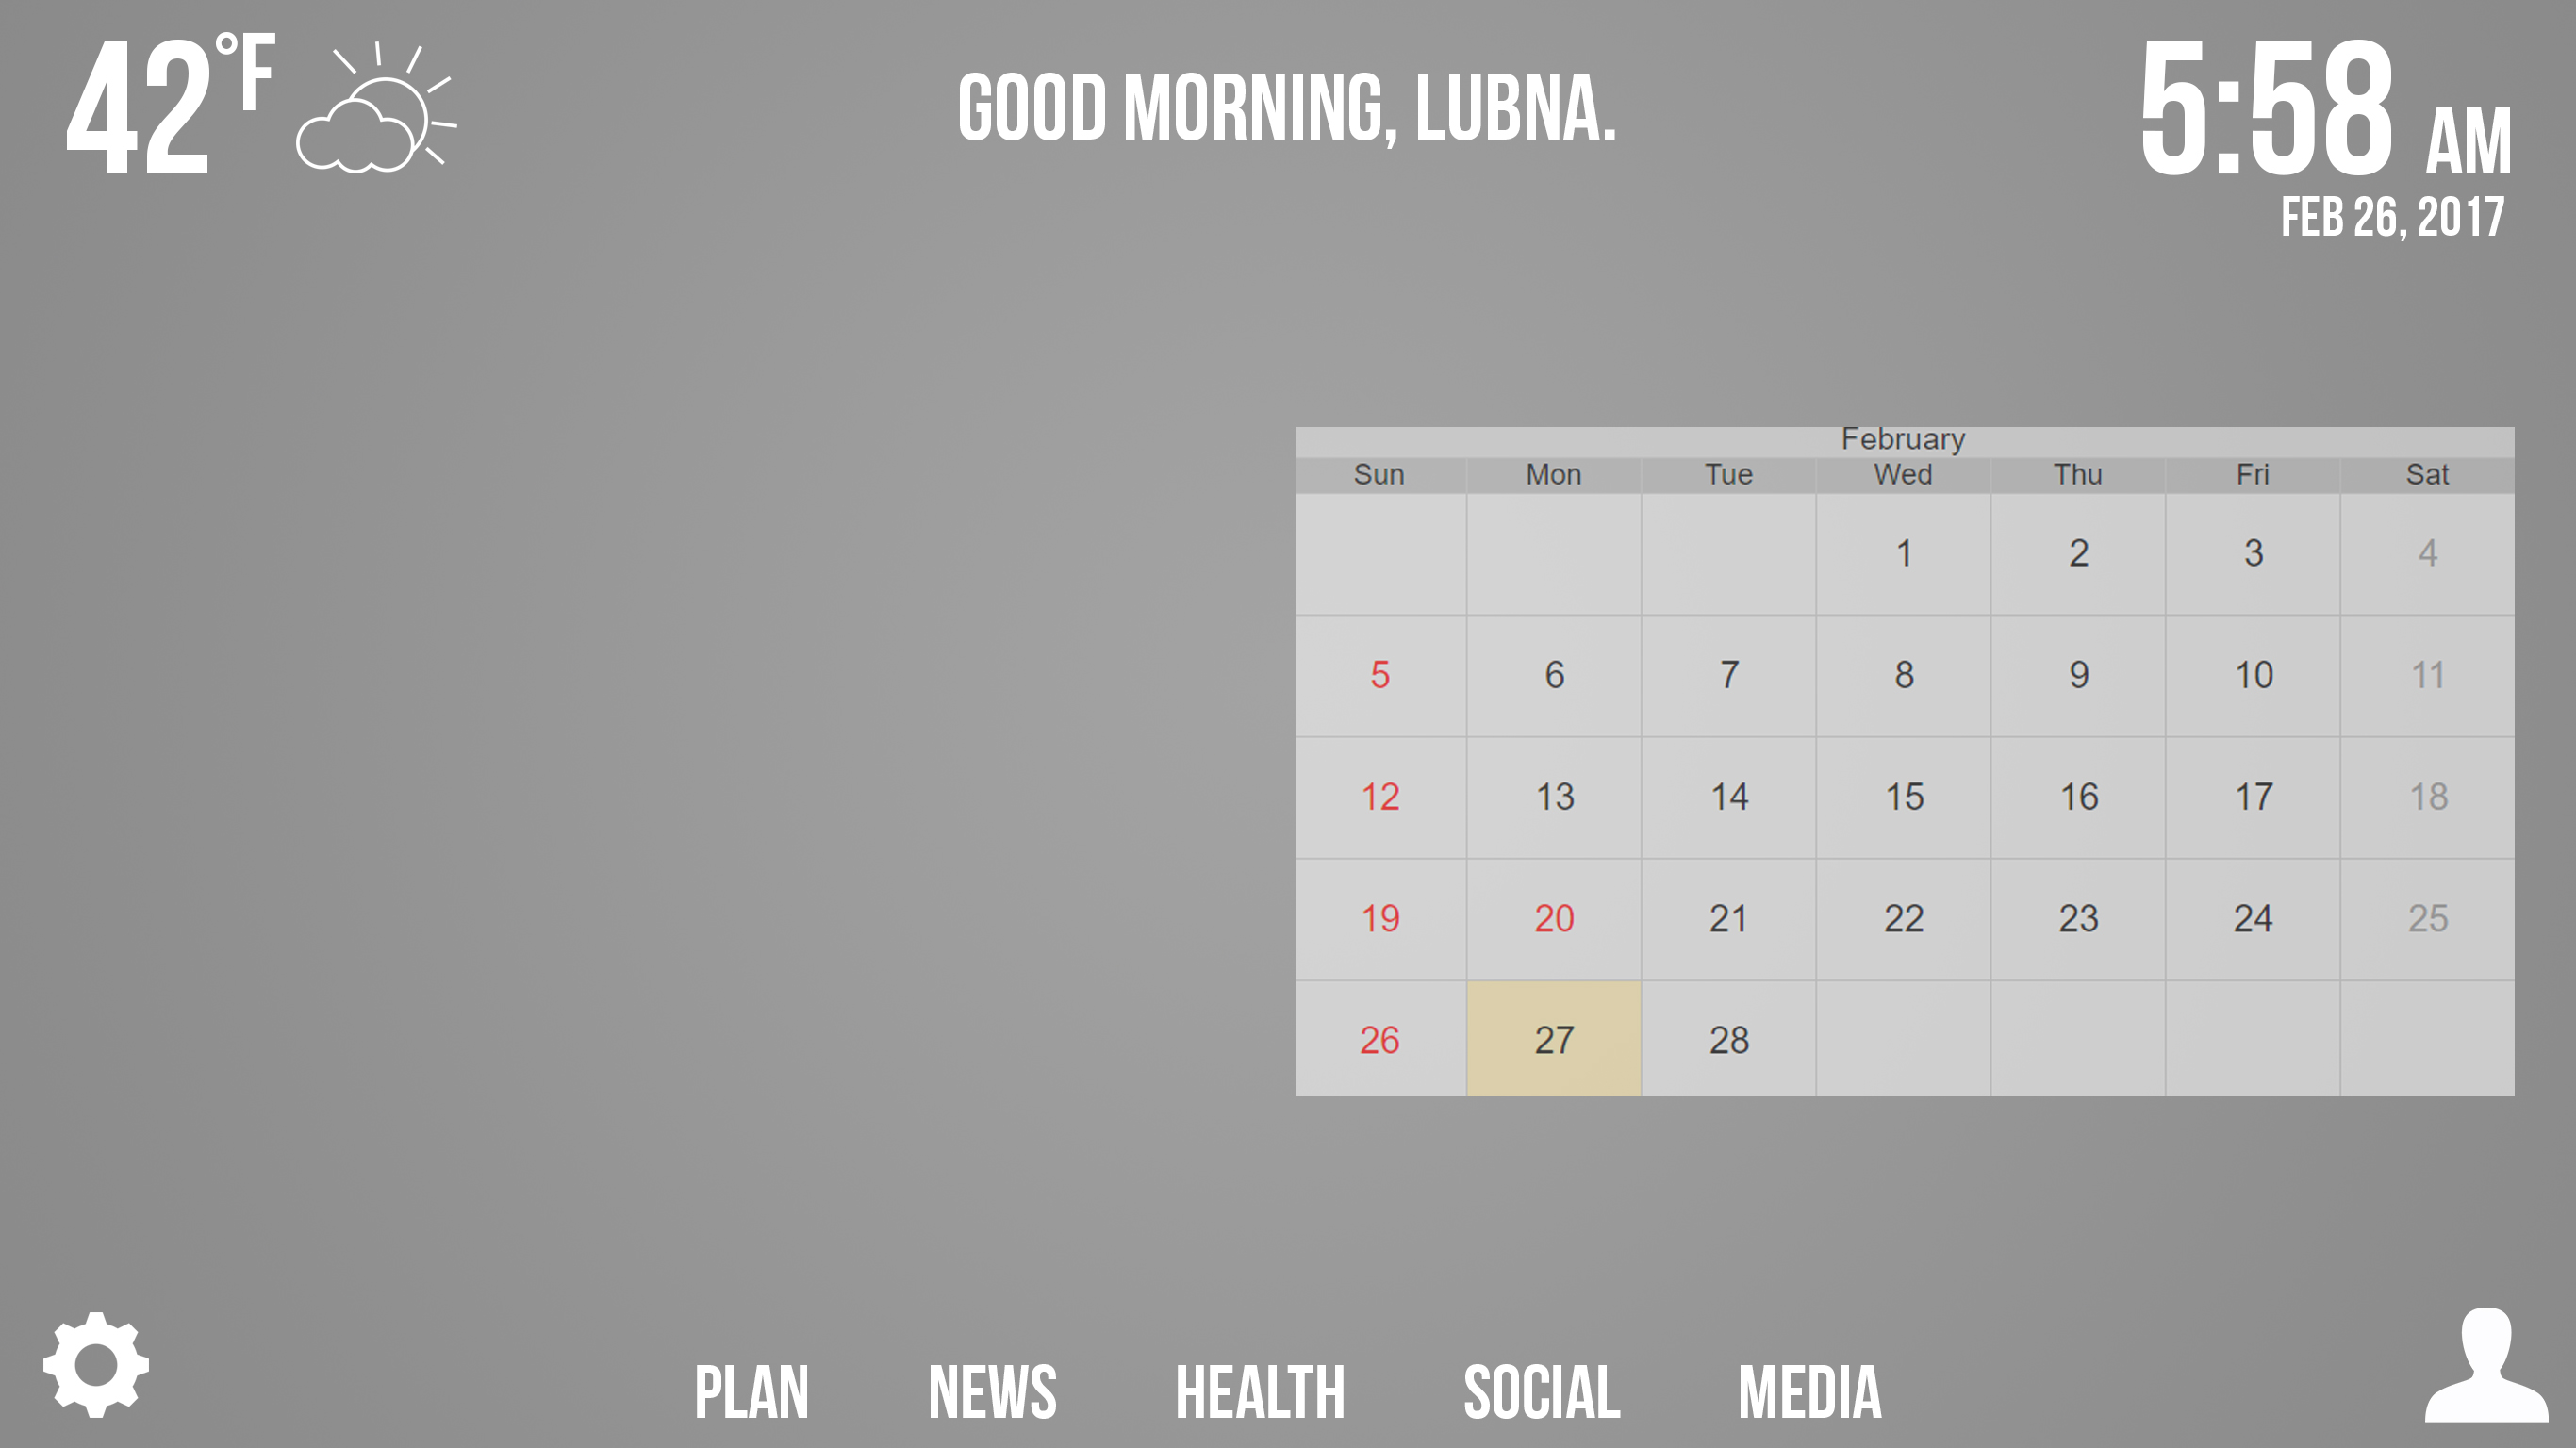 42°F
GOOD MORNING, LUBNA.
5:58 AM
FEB 26, 2017
February
Sun Mon Tue Wed Thu Fri Sat
1 2 3 4
5 6 7 8 9 10 11
12 13 14 15 16 17 18
19 20 21 22 23 24 25
26 27 28
PLAN NEWS HEALTH SOCIAL MEDIA